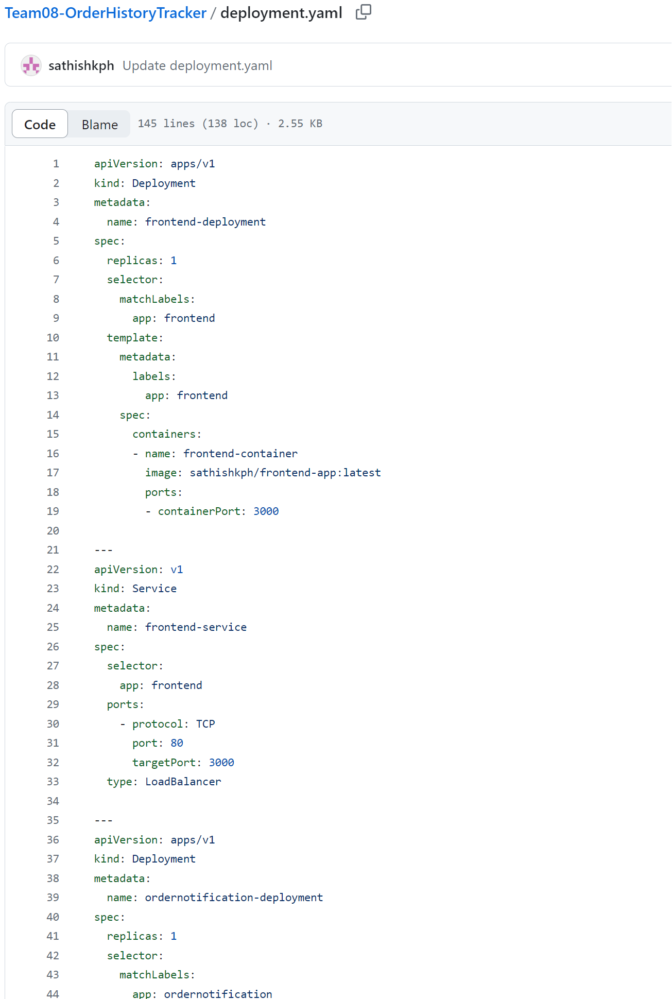 Team08-OrderHistoryTracker / deployment.yaml
sathishkph Update deployment.yaml
Code Blame 145 lines (138 loc) · 2.55 KB
1 apiVersion: apps/v1
2 kind: Deployment
3 metadata:
4   name: frontend-deployment
5 spec:
6   replicas: 1
7   selector:
8     matchLabels:
9       app: frontend
10   template:
11     metadata:
12       labels:
13         app: frontend
14     spec:
15       containers:
16       - name: frontend-container
17         image: sathishkph/frontend-app:latest
18         ports:
19         - containerPort: 3000
20
21 ---
22 apiVersion: v1
23 kind: Service
24 metadata:
25   name: frontend-service
26 spec:
27   selector:
28     app: frontend
29   ports:
30     - protocol: TCP
31       port: 80
32       targetPort: 3000
33   type: LoadBalancer
34
35 ---
36 apiVersion: apps/v1
37 kind: Deployment
38 metadata:
39   name: ordernotification-deployment
40 spec:
41   replicas: 1
42   selector:
43     matchLabels:
44       app: ordernotification